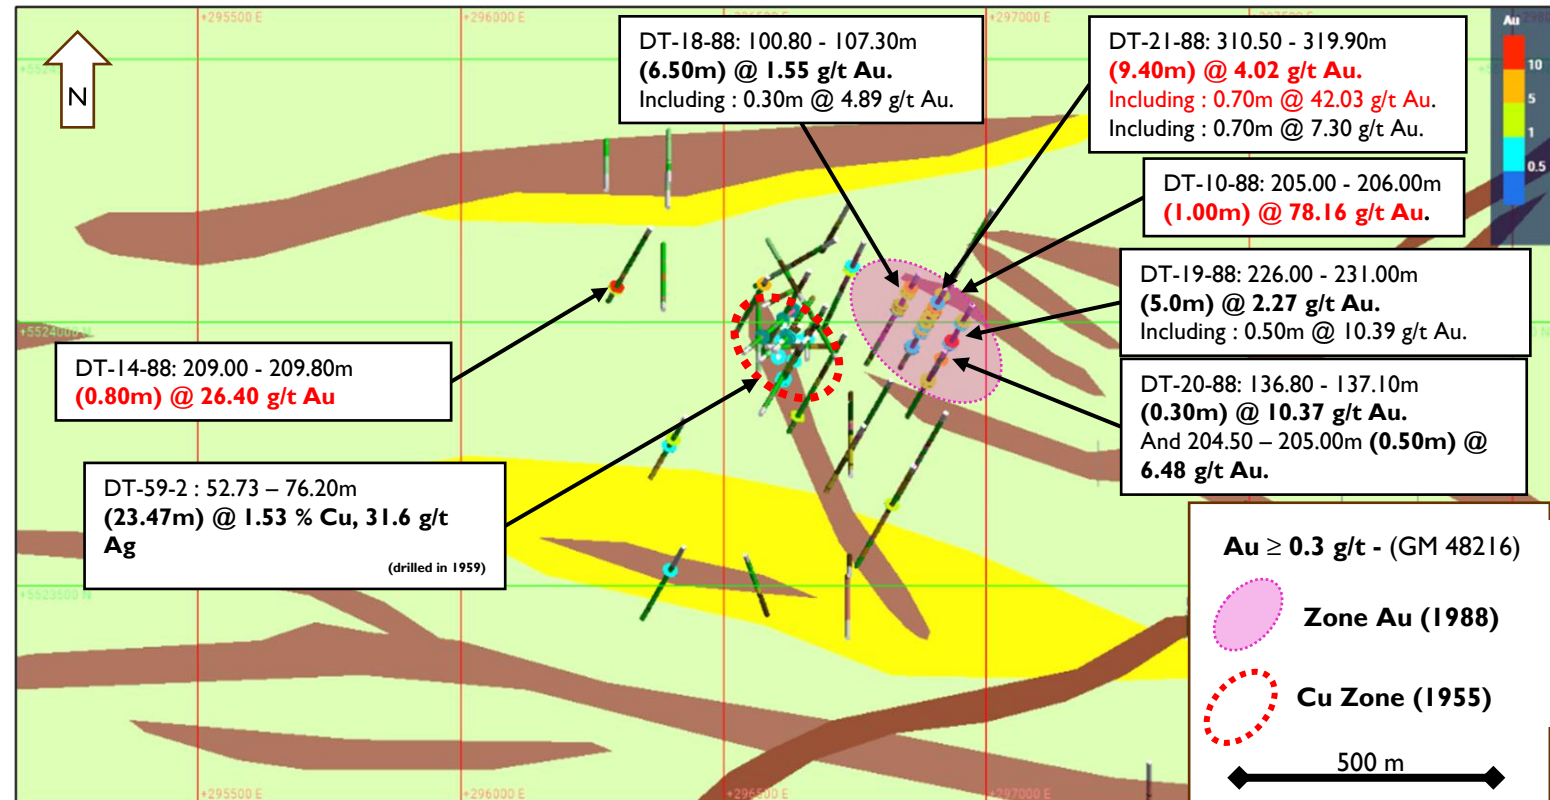 +295500 E
+296000 E
+297000 E
N
DT-18-88: 100.80 - 107.30m
(6.50m) @ 1.55 g/t Au.
Including : 0.30m @ 4.89 g/t Au.
DT-21-88: 310.50 - 319.90m
(9.40m) @ 4.02 g/t Au.
Including : 0.70m @ 42.03 g/t Au.
Including : 0.70m @ 7.30 g/t Au.
Au
10
5
1
0.5
DT-10-88: 205.00 - 206.00m
(1.00m) @ 78.16 g/t Au.
DT-19-88: 226.00 - 231.00m
(5.0m) @ 2.27 g/t Au.
Including : 0.50m @ 10.39 g/t Au.
+5524000 N
DT-14-88: 209.00 - 209.80m
(0.80m) @ 26.40 g/t Au
DT-20-88: 136.80 - 137.10m
(0.30m) @ 10.37 g/t Au.
And 204.50 – 205.00m (0.50m) @
6.48 g/t Au.
DT-59-2 : 52.73 – 76.20m
(23.47m) @ 1.53 % Cu, 31.6 g/t
Ag
(drilled in 1959)
+5523500 N
Au ≥ 0.3 g/t - (GM 48216)
Zone Au (1988)
Cu Zone (1955)
500 m
+295500 E
+296000 E
+296500 E
+297000 E